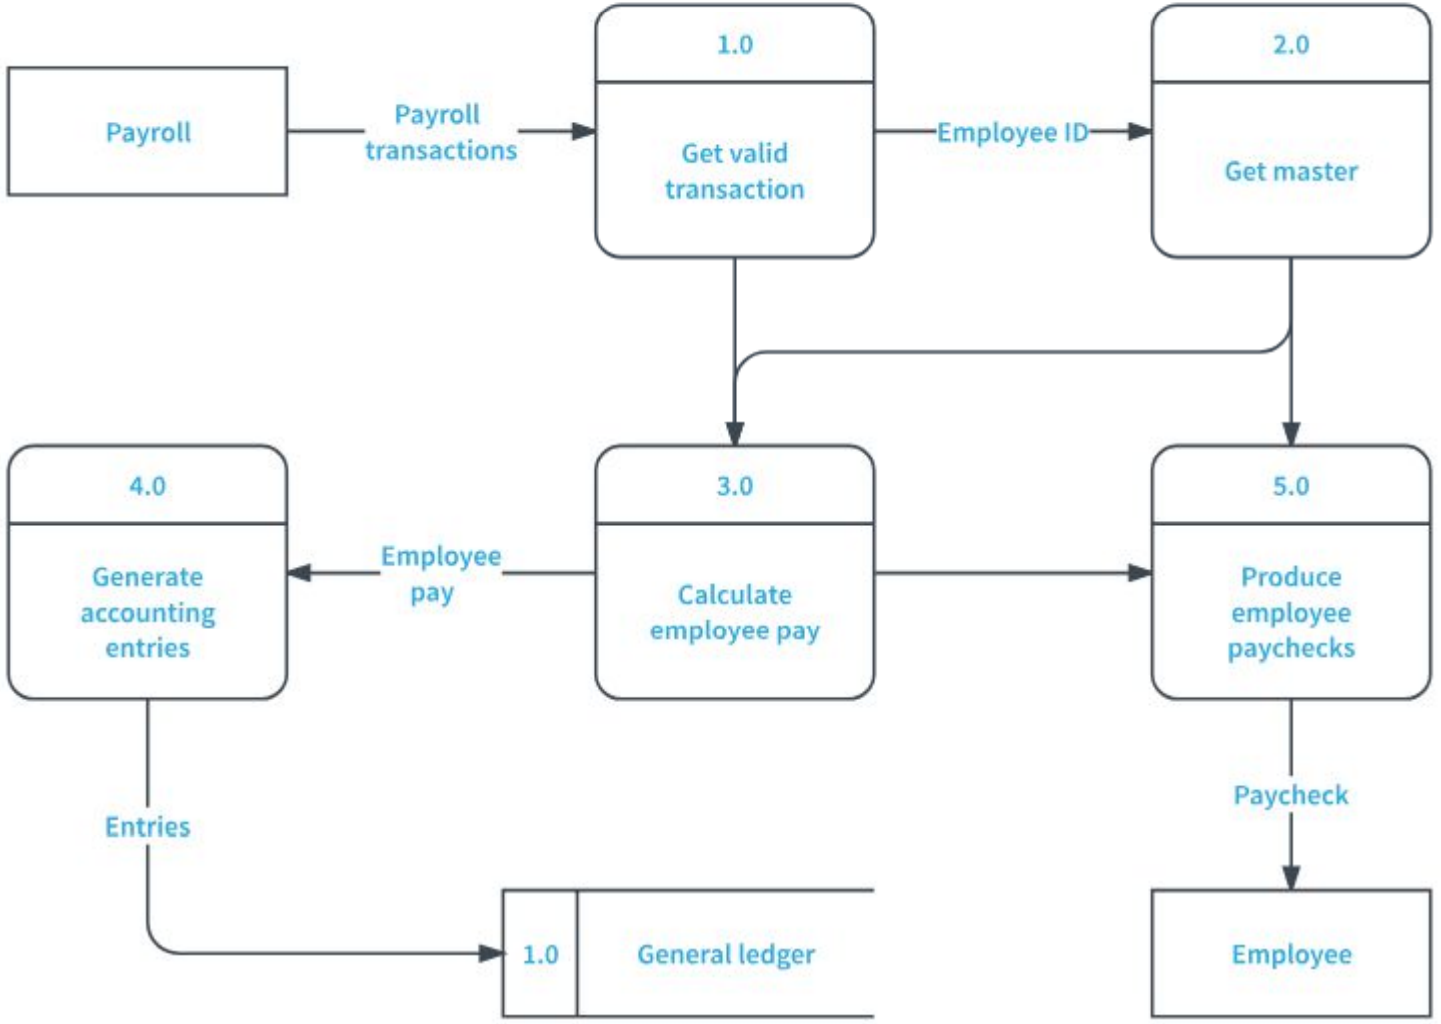 1.0
2.0
Payroll
Payroll
transactions
Get valid
transaction
Employee ID
Get master
4.0
3.0
5.0
Generate
accounting
entries
Employee
pay
Calculate
employee pay
Produce
employee
paychecks
Entries
Paycheck
1.0
General ledger
Employee